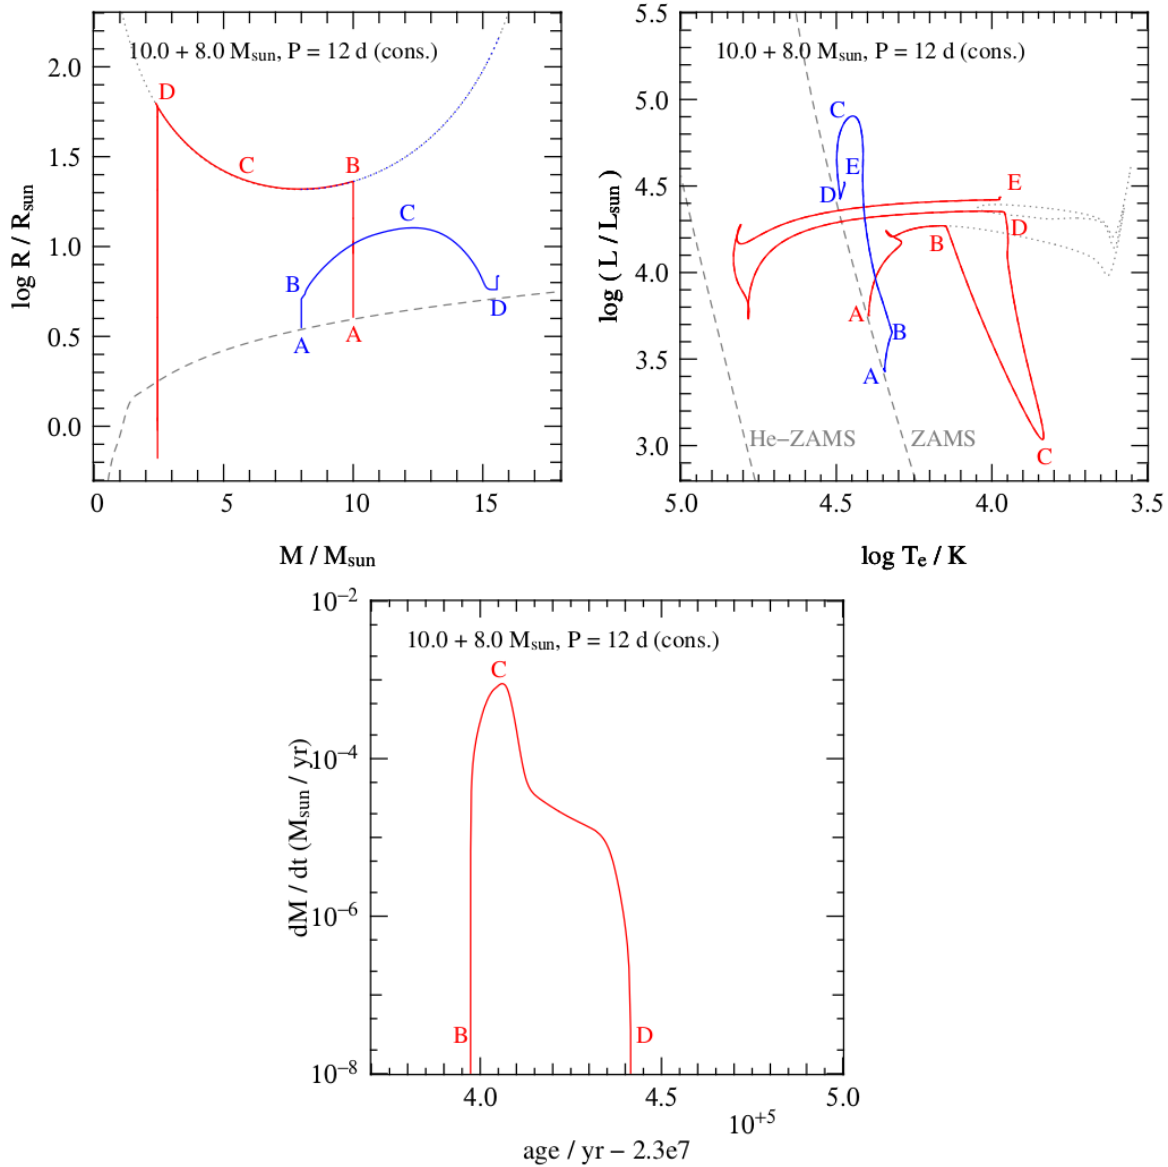 10.0 + 8.0 Msun, P = 12 d (cons.)
log R / Rsun
2.0
1.5
1.0
0.5
0.0
D
C
B
C
B
D
A
A
0
5
10
15
M / Msun
10.0 + 8.0 Msun, P = 12 d (cons.)
log ( L / Lsun )
5.5
5.0
4.5
4.0
3.5
3.0
C
E
D
E
D
B
A
B
A
C
He−ZAMS
ZAMS
5.0
4.5
4.0
3.5
log Te / K
10.0 + 8.0 Msun, P = 12 d (cons.)
dM / dt (Msun / yr)
10−2
10−4
10−6
10−8
C
B
D
4.0
4.5
5.0
10+5
age / yr − 2.3e7